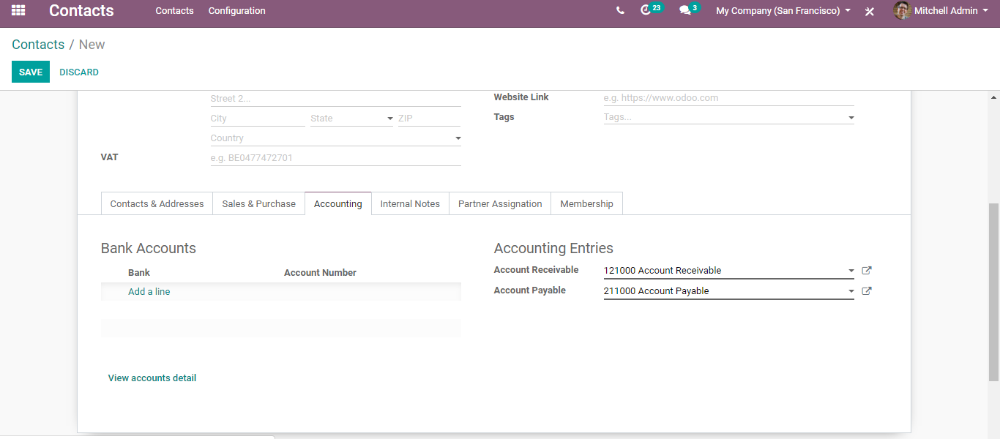 Contacts Contacts Configuration 23 3 My Company (San Francisco) Mitchell Admin
Contacts / New
SAVE DISCARD
Street 2... Website Link e.g. https://www.odoo.com
City State ZIP Tags Tags...
Country
VAT e.g. BE0477472701
Contacts & Addresses Sales & Purchase Accounting Internal Notes Partner Assignation Membership
Bank Accounts Accounting Entries
Bank Account Number Account Receivable 121000 Account Receivable
Add a line Account Payable 211000 Account Payable
View accounts detail